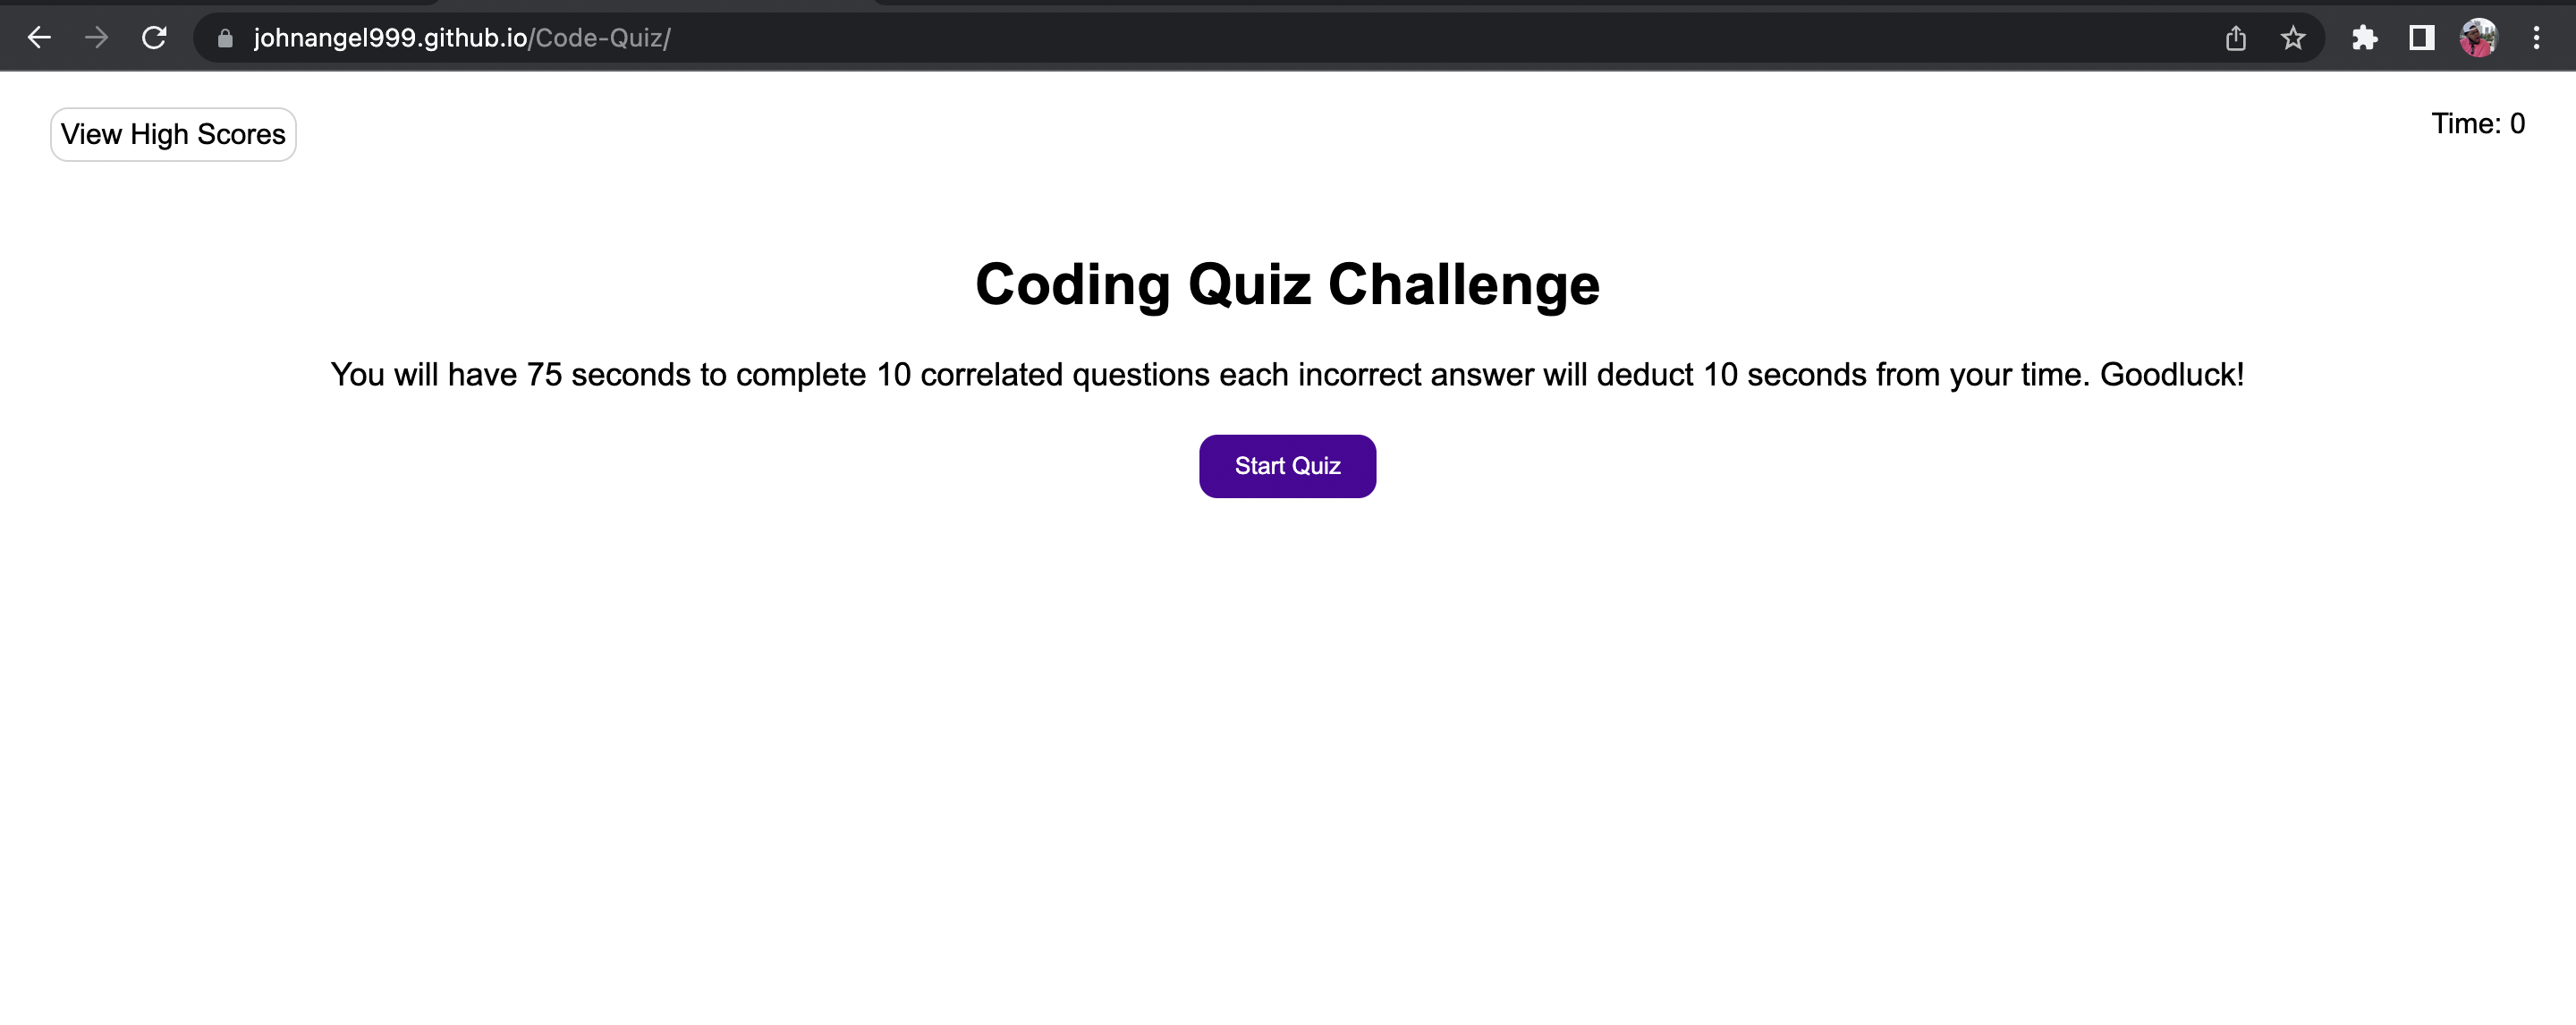 johnangel999.github.io/Code-Quiz/
View High Scores
Time: 0
Coding Quiz Challenge
You will have 75 seconds to complete 10 correlated questions each incorrect answer will deduct 10 seconds from your time. Goodluck!
Start Quiz